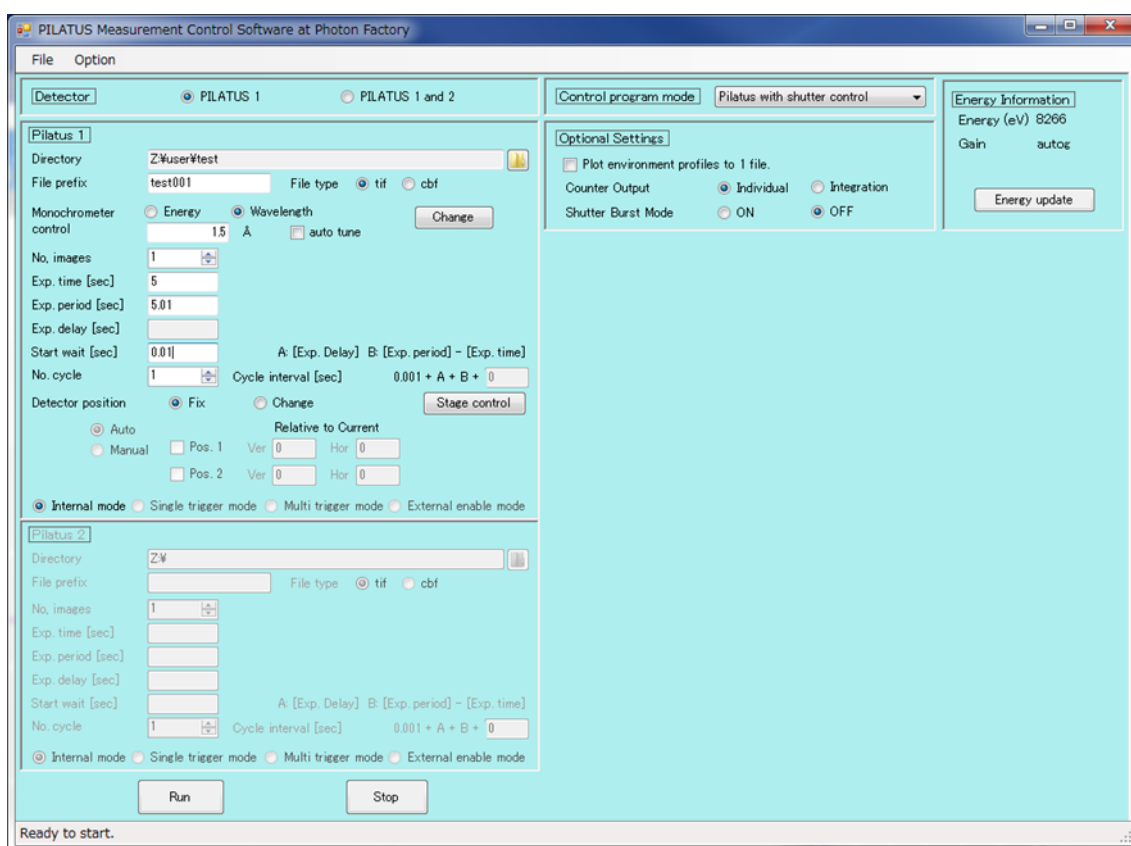 PILATUS Measurement Control Software at Photon Factory
File Option
Detector PILATUS 1 PILATUS 1 and 2
Pilatus 1
Directory Z:¥user¥test
File prefix test001 File type tif cbf
Monochrometer control Energy Wavelength Change
1.5 Å auto tune
No, images 1
Exp. time [sec] 5
Exp. period [sec] 5.01
Exp. delay [sec]
Start wait [sec] 0.01 A: [Exp. Delay] B: [Exp. period] - [Exp. time]
No. cycle 1 Cycle interval [sec] 0.001 + A + B + 0
Detector position Fix Change Stage control
Auto Relative to Current
Manual Pos. 1 Ver 0 Hor 0
Pos. 2 Ver 0 Hor 0
Internal mode Single trigger mode Multi trigger mode External enable mode
Pilatus 2
Directory Z:¥
File prefix File type tif cbf
No, images 1
Exp. time [sec]
Exp. period [sec]
Exp. delay [sec]
Start wait [sec] A: [Exp. Delay] B: [Exp. period] - [Exp. time]
No. cycle 1 Cycle interval [sec] 0.001 + A + B + 0
Internal mode Single trigger mode Multi trigger mode External enable mode
Run Stop
Control program mode Pilatus with shutter control
Optional Settings
Plot environment profiles to 1 file.
Counter Output Individual Integration
Shutter Burst Mode ON OFF
Energy Information
Energy (eV) 8266
Gain autog
Energy update
Ready to start.